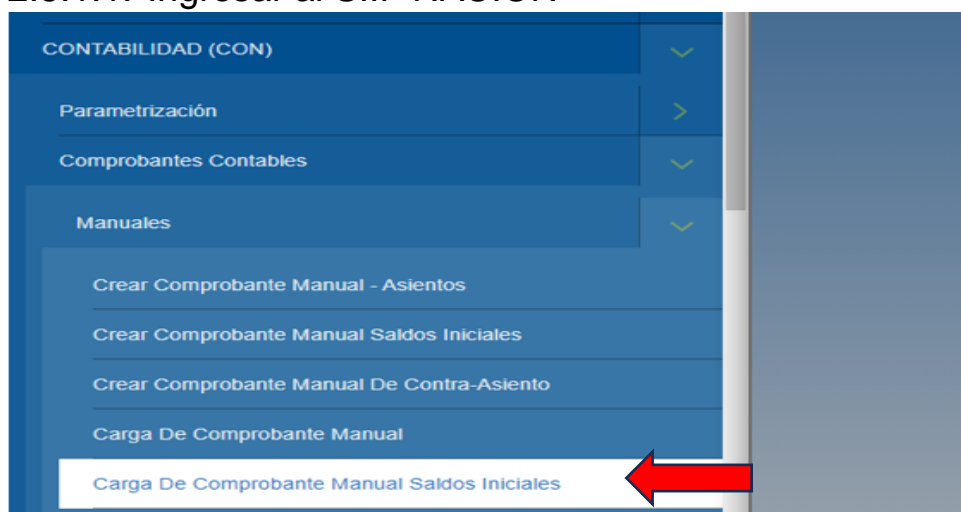 CONTABILIDAD (CON)
Parametrización
Comprobantes Contables
Manuales
Crear Comprobante Manual - Asientos
Crear Comprobante Manual Saldos Iniciales
Crear Comprobante Manual De Contra-Asiento
Carga De Comprobante Manual
Carga De Comprobante Manual Saldos Iniciales